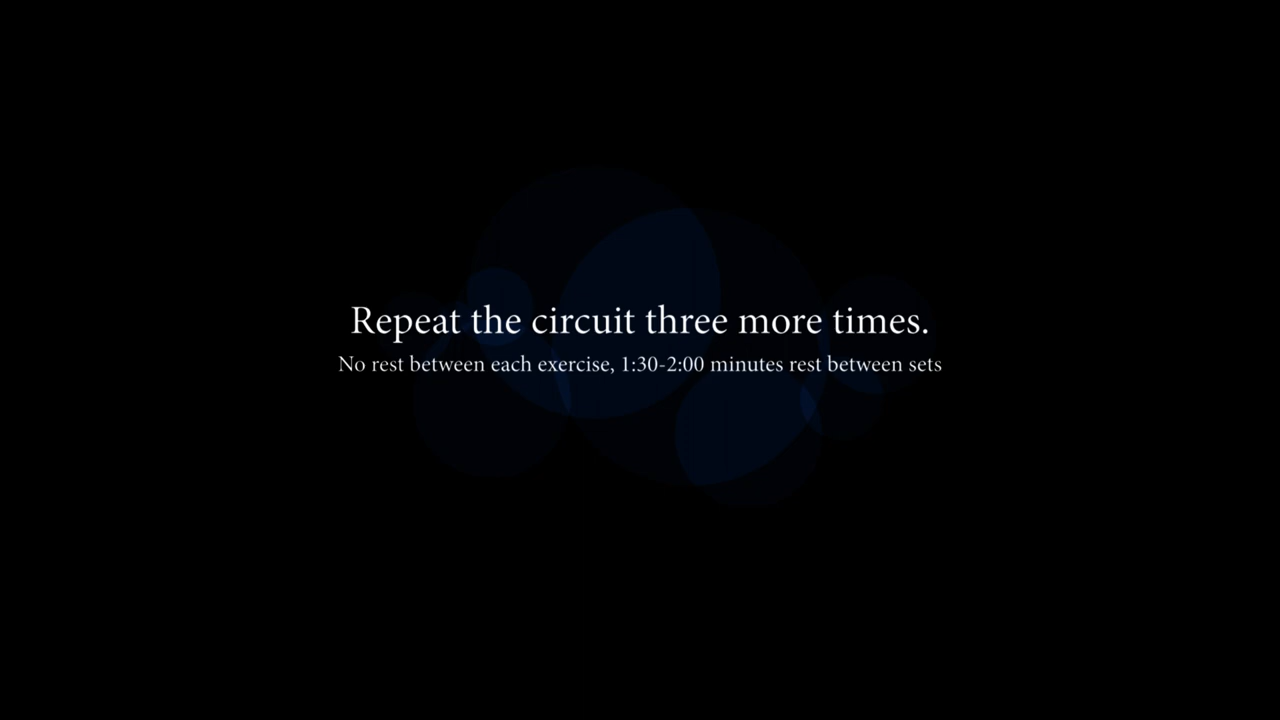 Repeat the circuit three more times.
No rest between each exercise, 1:30-2:00 minutes rest between sets